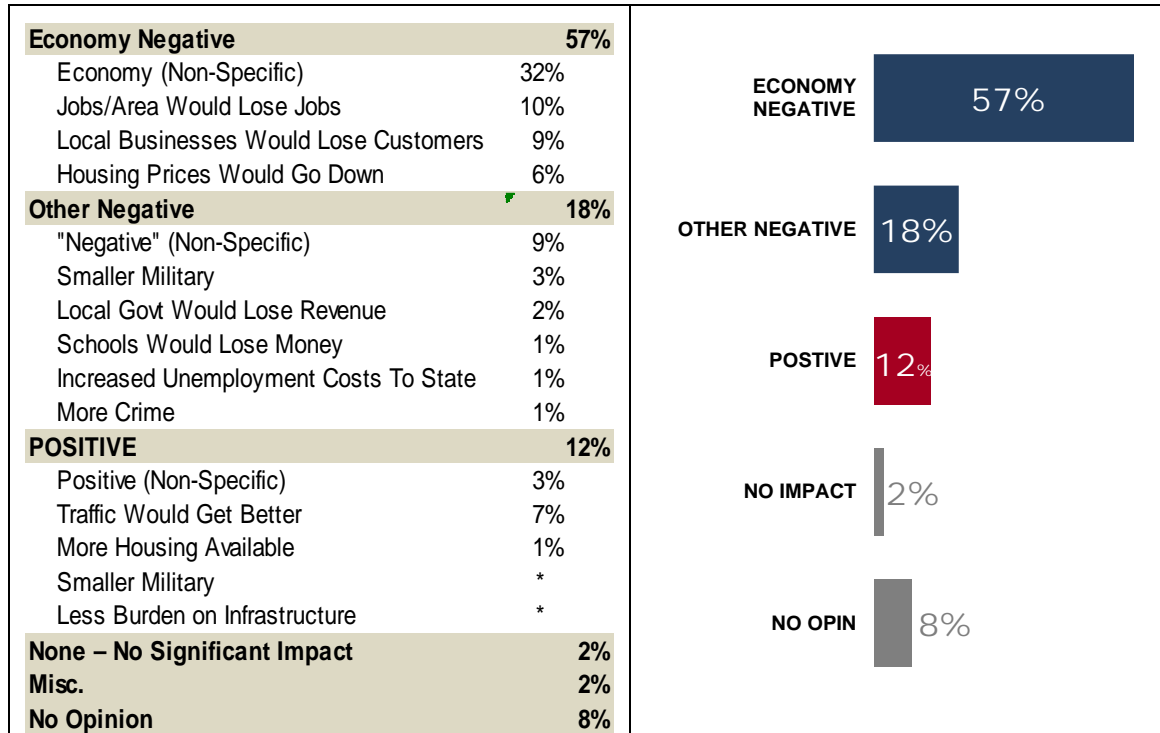 Economy Negative 57%
Economy (Non-Specific) 32%
Jobs/Area Would Lose Jobs 10%
Local Businesses Would Lose Customers 9%
Housing Prices Would Go Down 6%
Other Negative 18%
"Negative" (Non-Specific) 9%
Smaller Military 3%
Local Govt Would Lose Revenue 2%
Schools Would Lose Money 1%
Increased Unemployment Costs To State 1%
More Crime 1%
POSITIVE 12%
Positive (Non-Specific) 3%
Traffic Would Get Better 7%
More Housing Available 1%
Smaller Military *
Less Burden on Infrastructure *
None – No Significant Impact 2%
Misc. 2%
No Opinion 8%
ECONOMY
NEGATIVE
57%
OTHER NEGATIVE 18%
POSTIVE 12%
NO IMPACT 2%
NO OPIN 8%